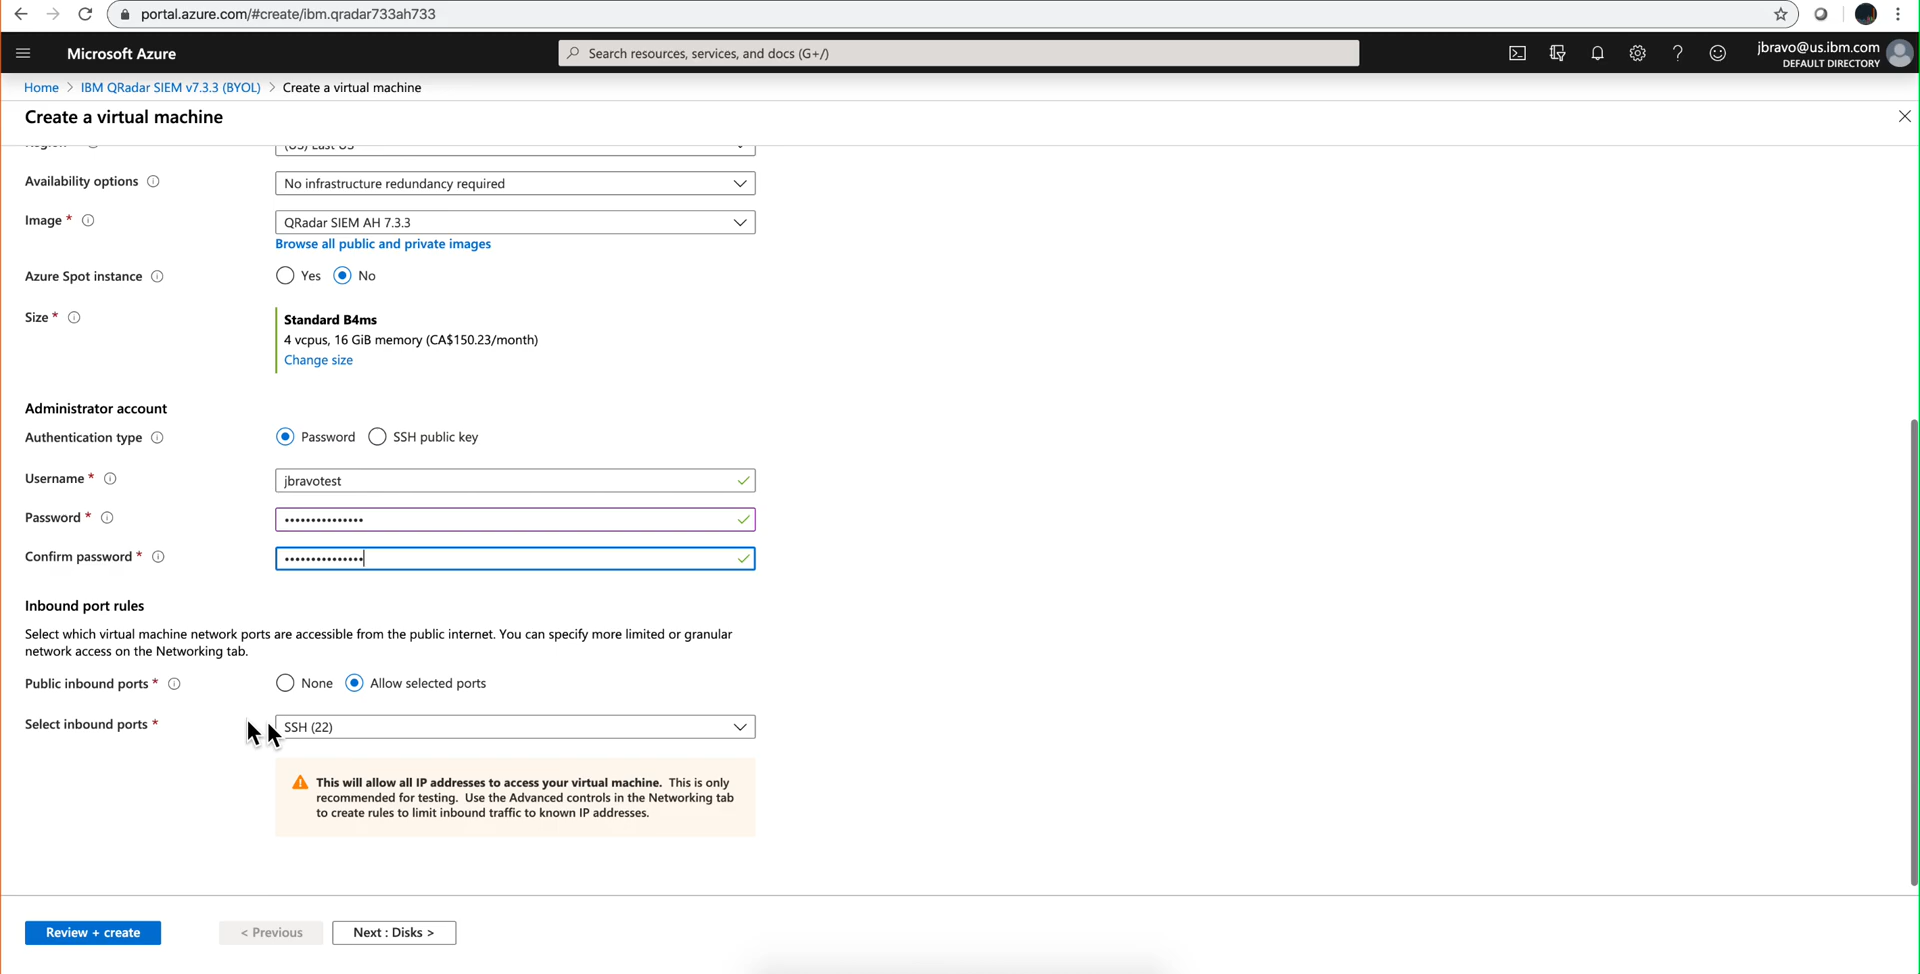 portal.azure.com/#create/ibm.qradar733ah733
Microsoft Azure
Search resources, services, and docs (G+/)
jbravo@us.ibm.com
DEFAULT DIRECTORY
Home > IBM QRadar SIEM v7.3.3 (BYOL) > Create a virtual machine
Create a virtual machine
Region (US) East US
Availability options No infrastructure redundancy required
Image * QRadar SIEM AH 7.3.3
Browse all public and private images
Azure Spot instance Yes No
Size * Standard B4ms
4 vcpus, 16 GiB memory (CA$150.23/month)
Change size
Administrator account
Authentication type Password SSH public key
Username * jbravotest
Password * •••••••••••••••
Confirm password * •••••••••••••••
Inbound port rules
Select which virtual machine network ports are accessible from the public internet. You can specify more limited or granular
network access on the Networking tab.
Public inbound ports * None Allow selected ports
Select inbound ports * SSH (22)
This will allow all IP addresses to access your virtual machine. This is only
recommended for testing. Use the Advanced controls in the Networking tab
to create rules to limit inbound traffic to known IP addresses.
Review + create < Previous Next : Disks >